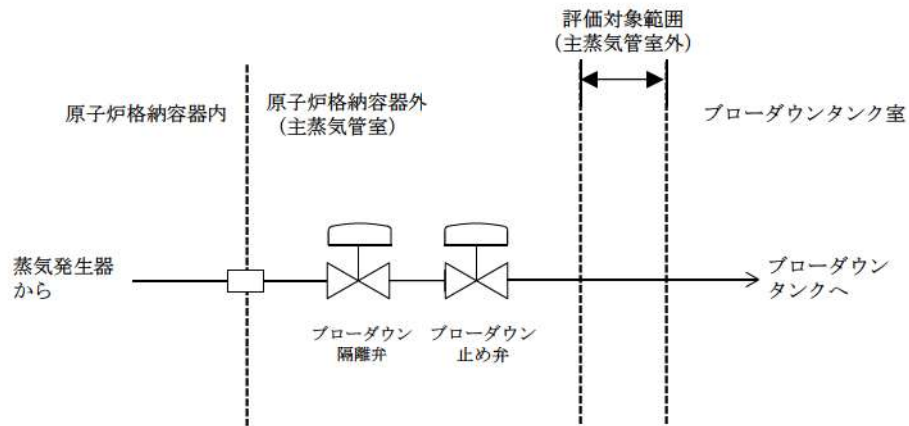 評価対象範囲
（主蒸気管室外）
原子炉格納容器内
原子炉格納容器外
（主蒸気管室）
ブローダウンタンク室
蒸気発生器
から
ブローダウン
タンクへ
ブローダウン
隔離弁
ブローダウン
止め弁